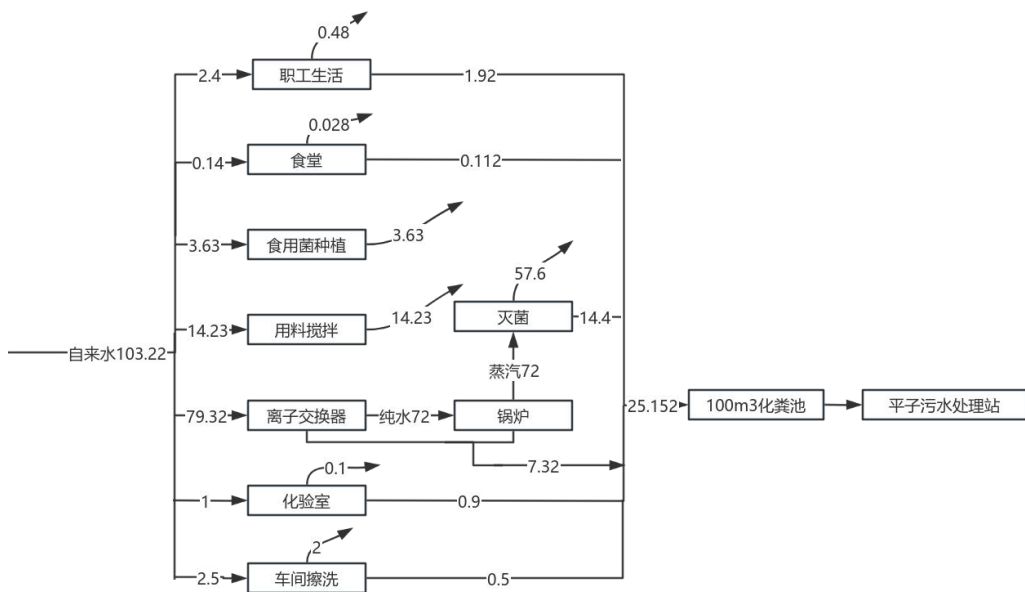 0.48
2.4
职工生活
1.92
0.028
0.14
食堂
0.112
3.63
食用菌种植
3.63
57.6
14.23
用料搅拌
14.23
灭菌
14.4
自来水103.22
蒸汽72
79.32
离子交换器
纯水72
锅炉
25.152
100m3化粪池
平子污水处理站
7.32
0.1
1
化验室
0.9
2
2.5
车间擦洗
0.5